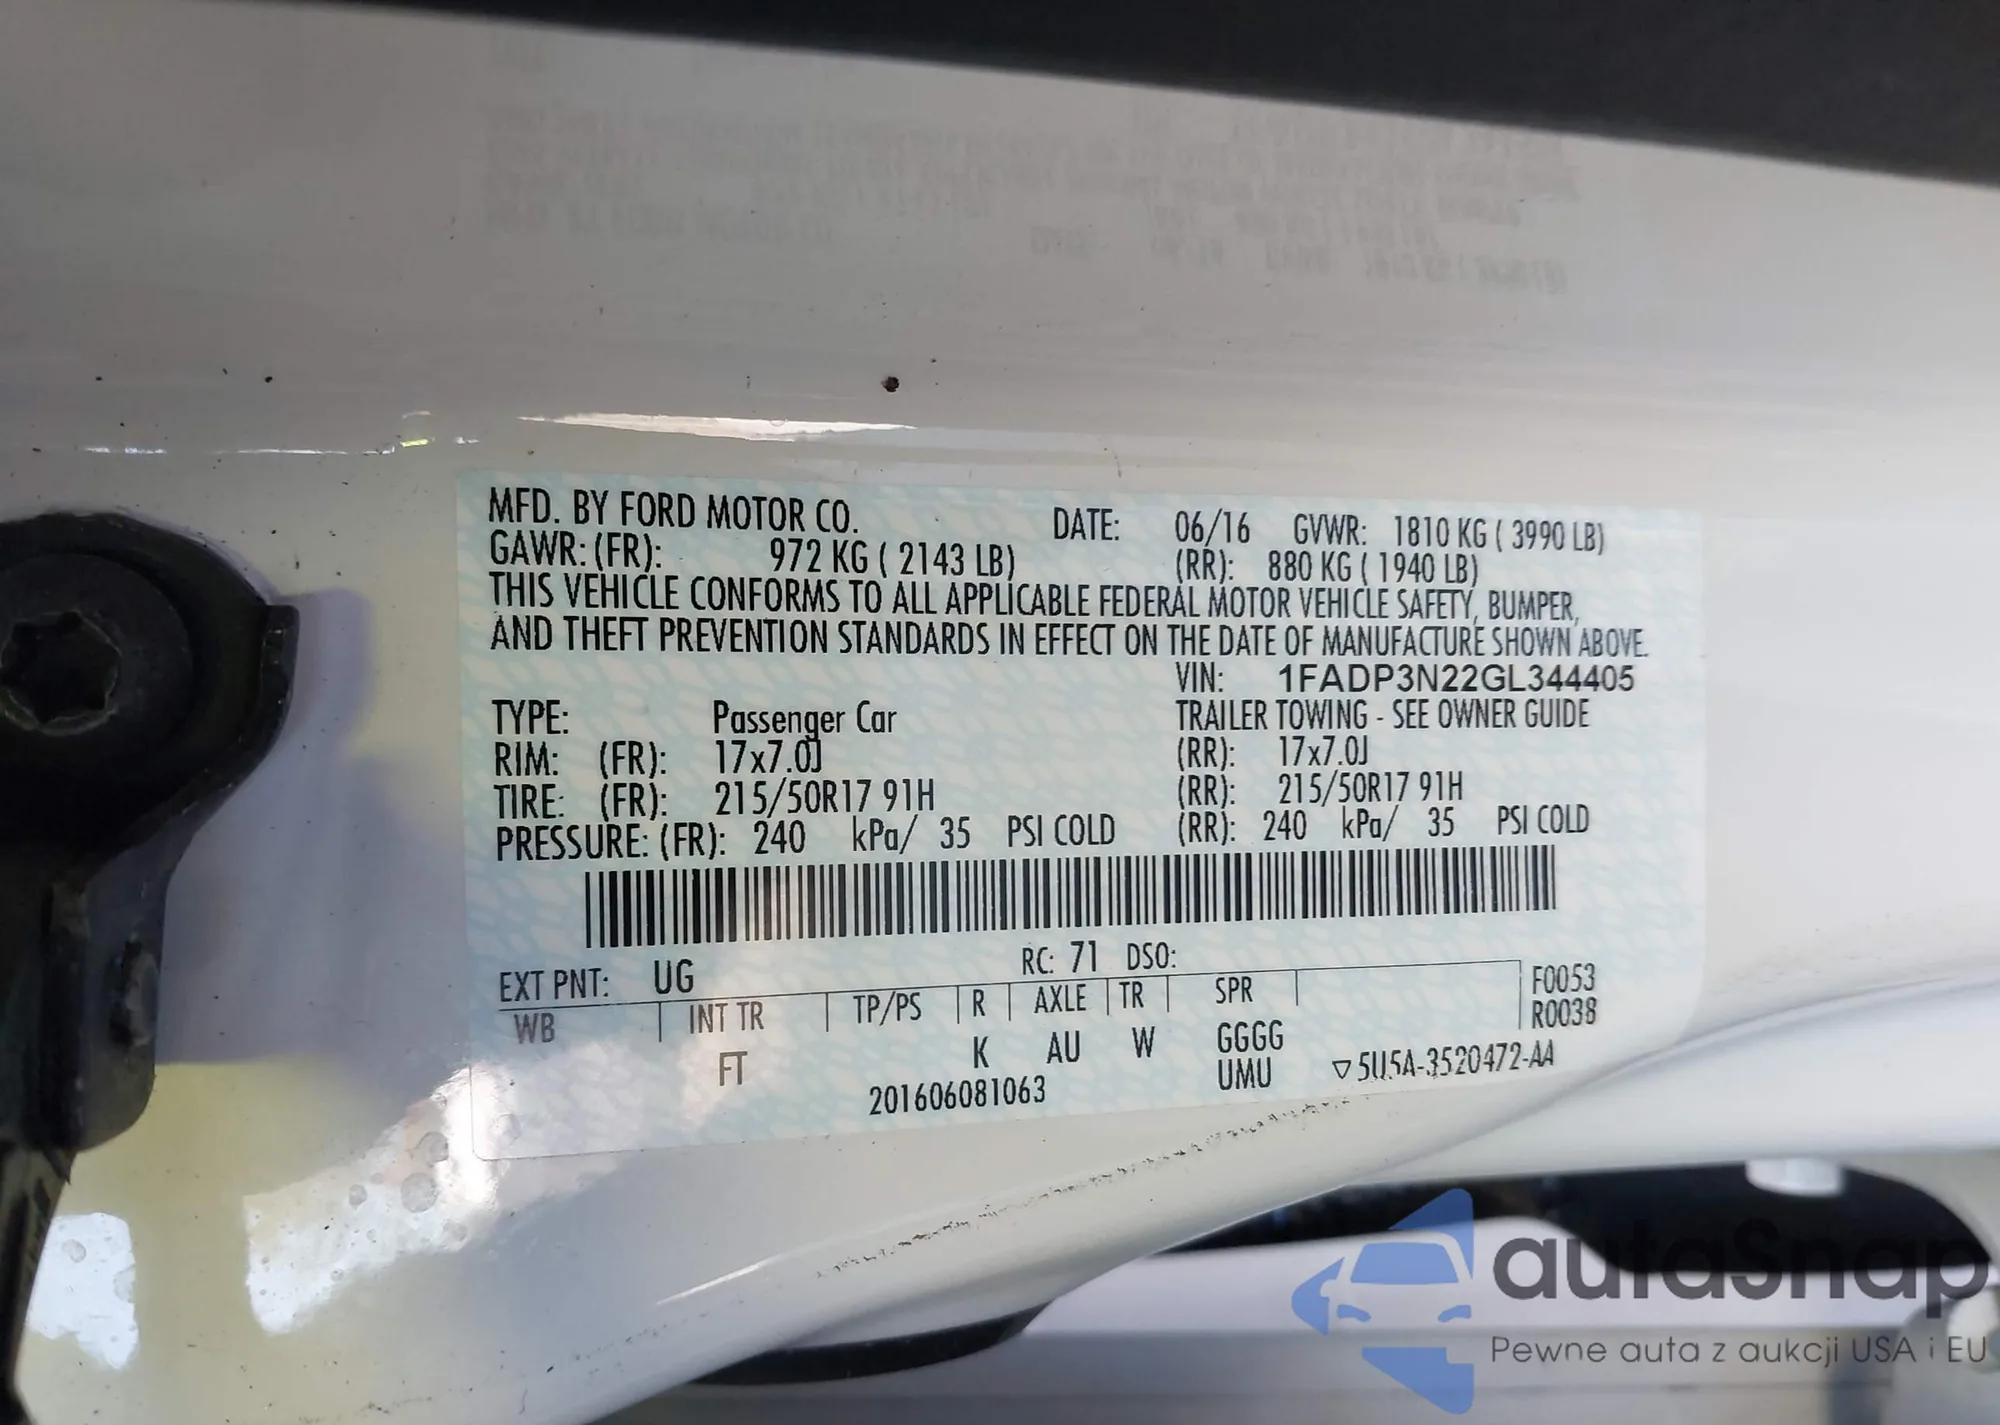 MFD. BY FORD MOTOR CO. DATE: 06/16 GVWR: 1810 KG ( 3990 LB)
GAWR: (FR): 972 KG ( 2143 LB) (RR): 880 KG ( 1940 LB)
THIS VEHICLE CONFORMS TO ALL APPLICABLE FEDERAL MOTOR VEHICLE SAFETY, BUMPER,
AND THEFT PREVENTION STANDARDS IN EFFECT ON THE DATE OF MANUFACTURE SHOWN ABOVE.
VIN: 1FADP3N22GL344405
TYPE: Passenger Car TRAILER TOWING - SEE OWNER GUIDE
RIM: (FR): 17x7.0J (RR): 17x7.0J
TIRE: (FR): 215/50R17 91H (RR): 215/50R17 91H
PRESSURE: (FR): 240 kPa/ 35 PSI COLD (RR): 240 kPa/ 35 PSI COLD
EXT PNT: UG RC: 71 DSO: F0053
WB INT TR TP/PS R AXLE TR SPR R0038
FT K AU W GGGG
201606081063 UMU ▽5U5A-3520472-AA
autaSnap
Pewne auta z aukcji USA i EU